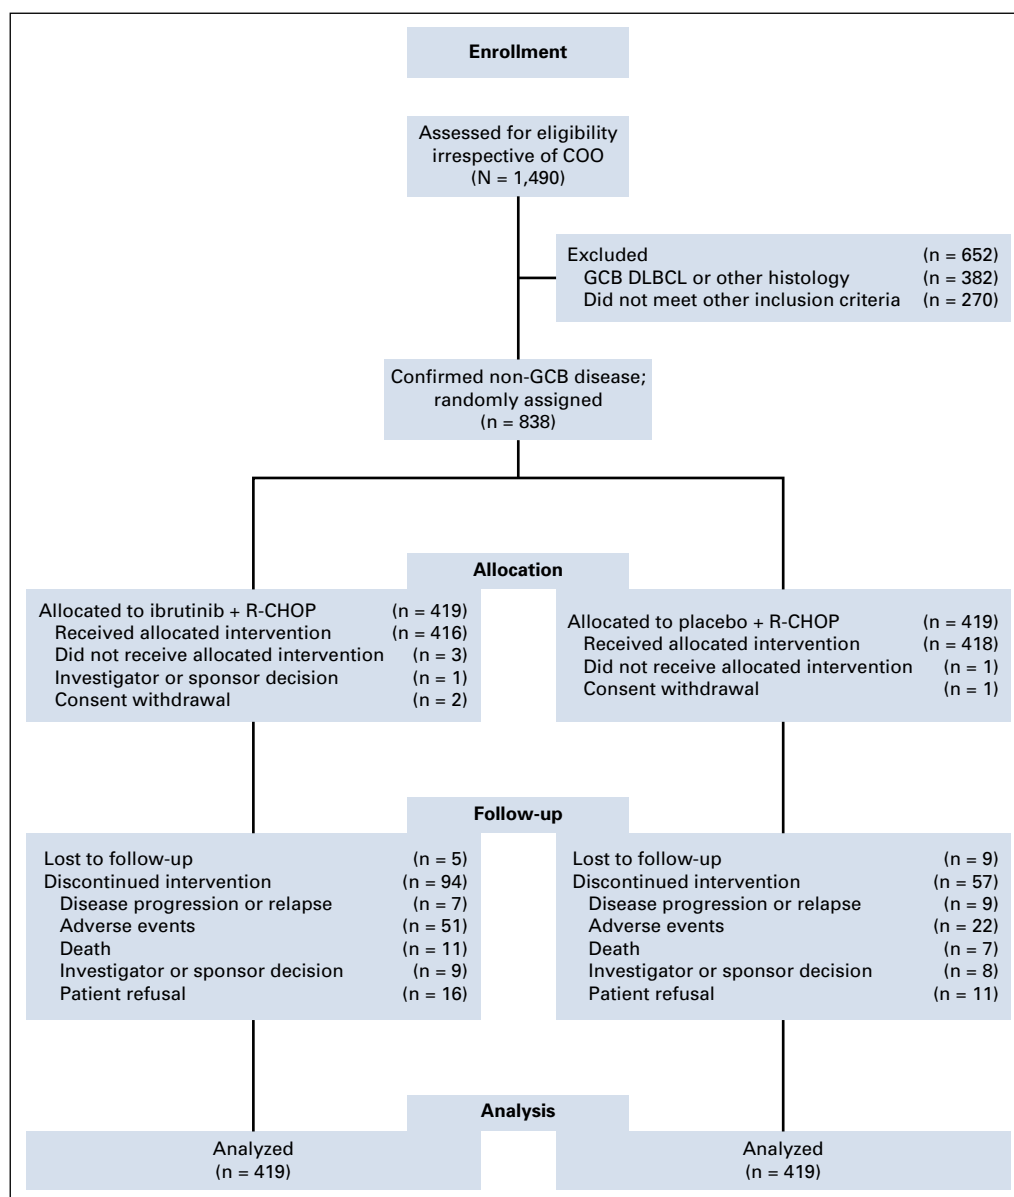 Enrollment
Assessed for eligibility
irrespective of COO
(N = 1,490)
Excluded (n = 652)
GCB DLBCL or other histology (n = 382)
Did not meet other inclusion criteria (n = 270)
Confirmed non-GCB disease;
randomly assigned
(n = 838)
Allocation
Allocated to ibrutinib + R-CHOP (n = 419)
Received allocated intervention (n = 416)
Did not receive allocated intervention (n = 3)
Investigator or sponsor decision (n = 1)
Consent withdrawal (n = 2)
Allocated to placebo + R-CHOP (n = 419)
Received allocated intervention (n = 418)
Did not receive allocated intervention (n = 1)
Consent withdrawal (n = 1)
Follow-up
Lost to follow-up (n = 5)
Discontinued intervention (n = 94)
Disease progression or relapse (n = 7)
Adverse events (n = 51)
Death (n = 11)
Investigator or sponsor decision (n = 9)
Patient refusal (n = 16)
Lost to follow-up (n = 9)
Discontinued intervention (n = 57)
Disease progression or relapse (n = 9)
Adverse events (n = 22)
Death (n = 7)
Investigator or sponsor decision (n = 8)
Patient refusal (n = 11)
Analysis
Analyzed
(n = 419)
Analyzed
(n = 419)